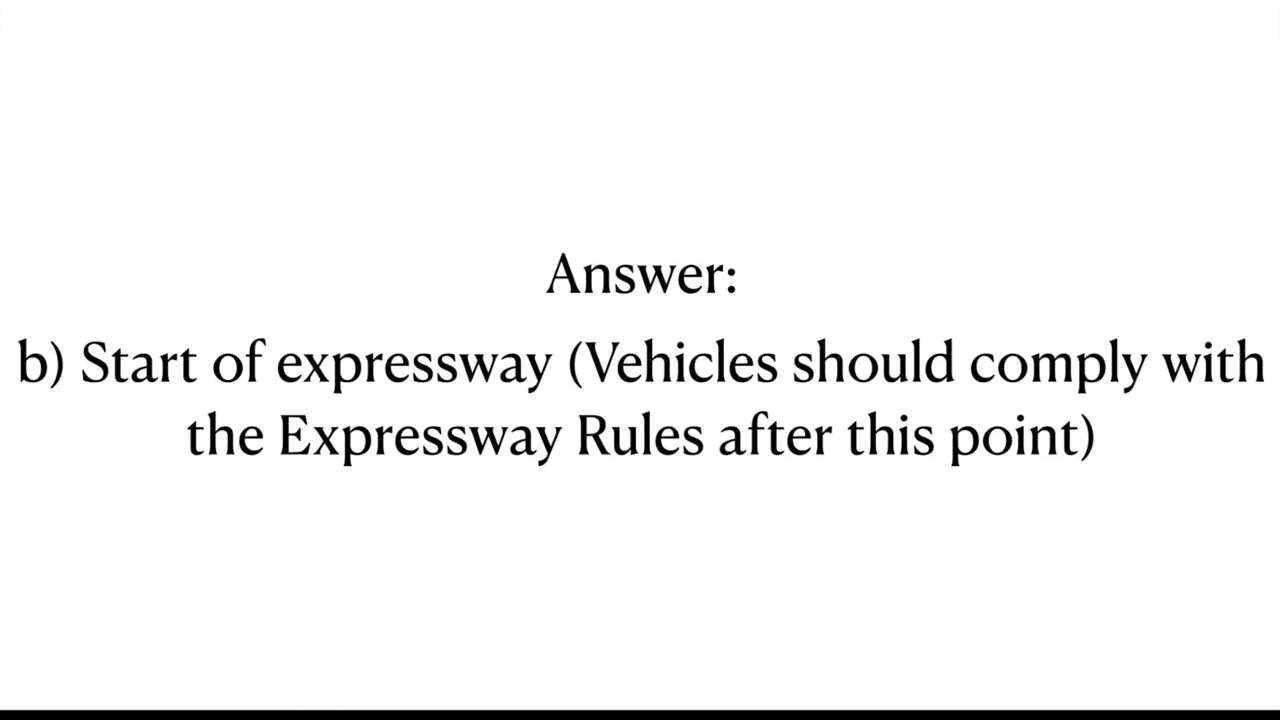 Answer:
b) Start of expressway (Vehicles should comply with
the Expressway Rules after this point)